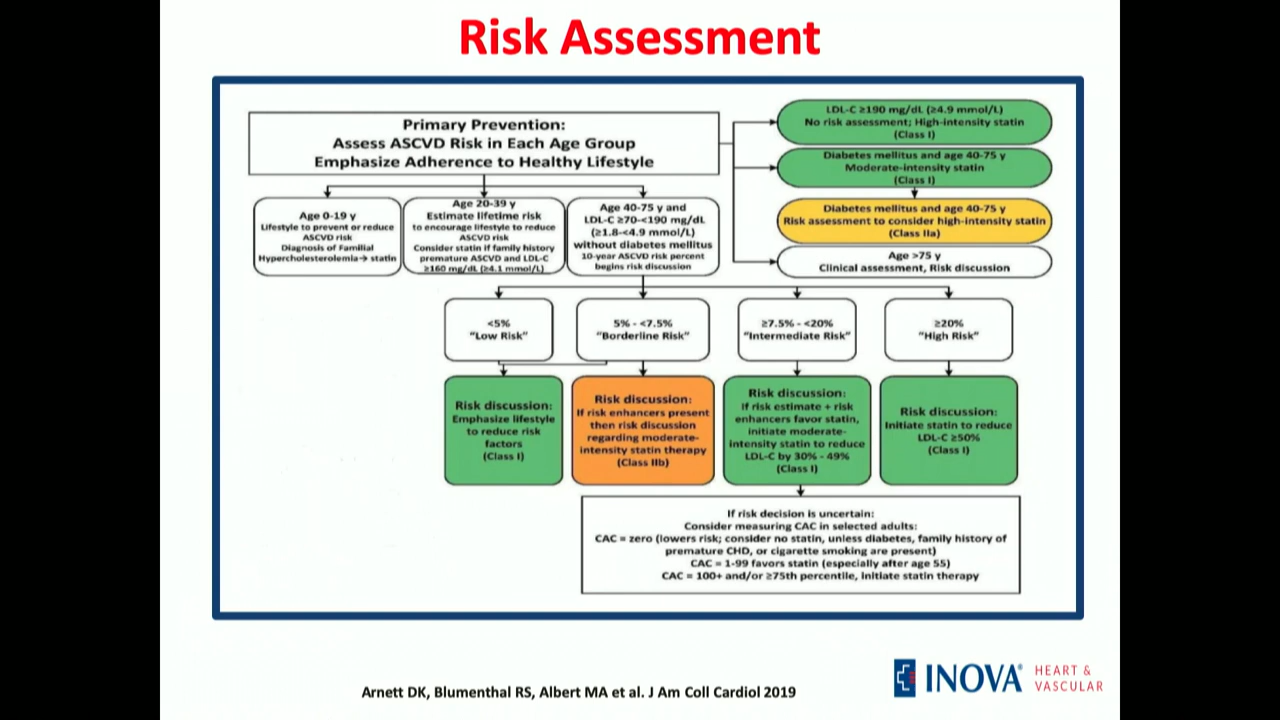 Risk Assessment
Primary Prevention:
Assess ASCVD Risk in Each Age Group
Emphasize Adherence to Healthy Lifestyle
LDL-C ≥190 mg/dL (≥4.9 mmol/L)
No risk assessment; High-intensity statin
(Class I)
Diabetes mellitus and age 40-75 y
Moderate-intensity statin
(Class I)
Diabetes mellitus and age 40-75 y
Risk assessment to consider high-intensity statin
(Class IIa)
Age >75 y
Clinical assessment, Risk discussion
Age 0-19 y
Lifestyle to prevent or reduce
ASCVD risk
Diagnosis of Familial
Hypercholesterolemia→ statin
Age 20-39 y
Estimate lifetime risk
to encourage lifestyle to reduce
ASCVD risk
Consider statin if family history
premature ASCVD and LDL-C
≥160 mg/dL (≥4.1 mmol/L)
Age 40-75 y and
LDL-C ≥70-<190 mg/dL
(≥1.8-<4.9 mmol/L)
without diabetes mellitus
10-year ASCVD risk percent
begins risk discussion
<5%
"Low Risk"
5% - <7.5%
"Borderline Risk"
≥7.5% - <20%
"Intermediate Risk"
≥20%
"High Risk"
Risk discussion:
Emphasize lifestyle
to reduce risk
factors
(Class I)
Risk discussion:
If risk enhancers present
then risk discussion
regarding moderate-
intensity statin therapy
(Class IIb)
Risk discussion:
If risk estimate + risk
enhancers favor statin,
initiate moderate-
intensity statin to reduce
LDL-C by 30% - 49%
(Class I)
Risk discussion:
Initiate statin to reduce
LDL-C ≥50%
(Class I)
If risk decision is uncertain:
Consider measuring CAC in selected adults:
CAC = zero (lowers risk; consider no statin, unless diabetes, family history of
premature CHD, or cigarette smoking are present)
CAC = 1-99 favors statin (especially after age 55)
CAC = 100+ and/or ≥75th percentile, initiate statin therapy
Arnett DK, Blumenthal RS, Albert MA et al. J Am Coll Cardiol 2019
INOVA®
HEART &
VASCULAR